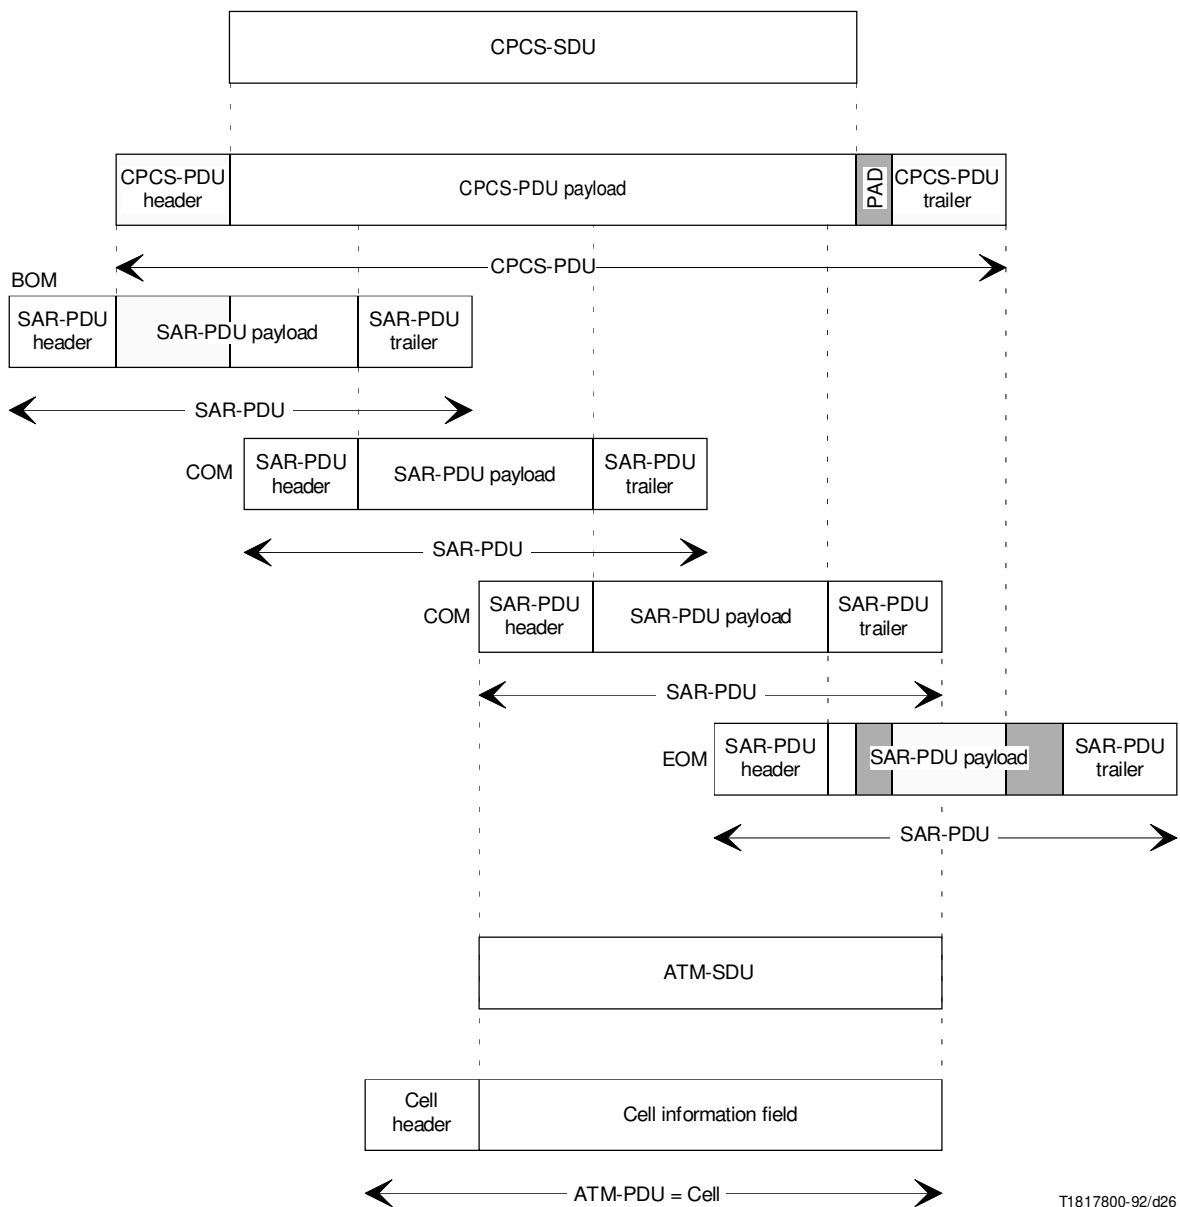 CPCS-SDU
CPCS-PDU
header
CPCS-PDU payload
PAD
CPCS-PDU
trailer
CPCS-PDU
BOM
SAR-PDU
header
SAR-PDU payload
SAR-PDU
trailer
SAR-PDU
COM
SAR-PDU
header
SAR-PDU payload
SAR-PDU
trailer
SAR-PDU
COM
SAR-PDU
header
SAR-PDU payload
SAR-PDU
trailer
SAR-PDU
EOM
SAR-PDU
header
SAR-PDU payload
SAR-PDU
trailer
SAR-PDU
ATM-SDU
Cell
header
Cell information field
ATM-PDU = Cell
T1817800-92/d26